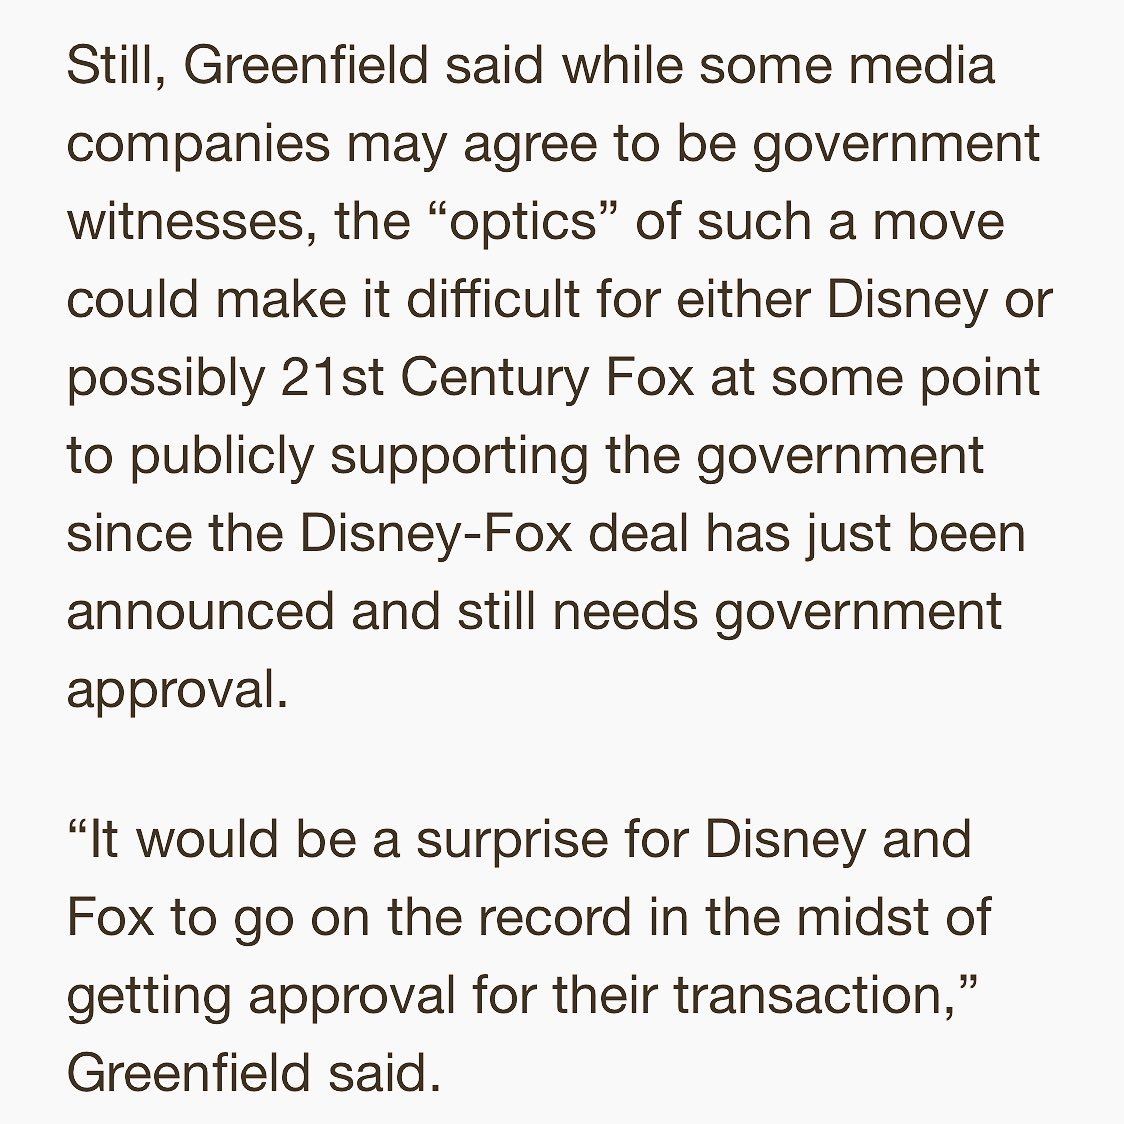 Still, Greenfield said while some media
companies may agree to be government
witnesses, the “optics” of such a move
could make it difficult for either Disney or
possibly 21st Century Fox at some point
to publicly supporting the government
since the Disney-Fox deal has just been
announced and still needs government
approval.
“It would be a surprise for Disney and
Fox to go on the record in the midst of
getting approval for their transaction,”
Greenfield said.